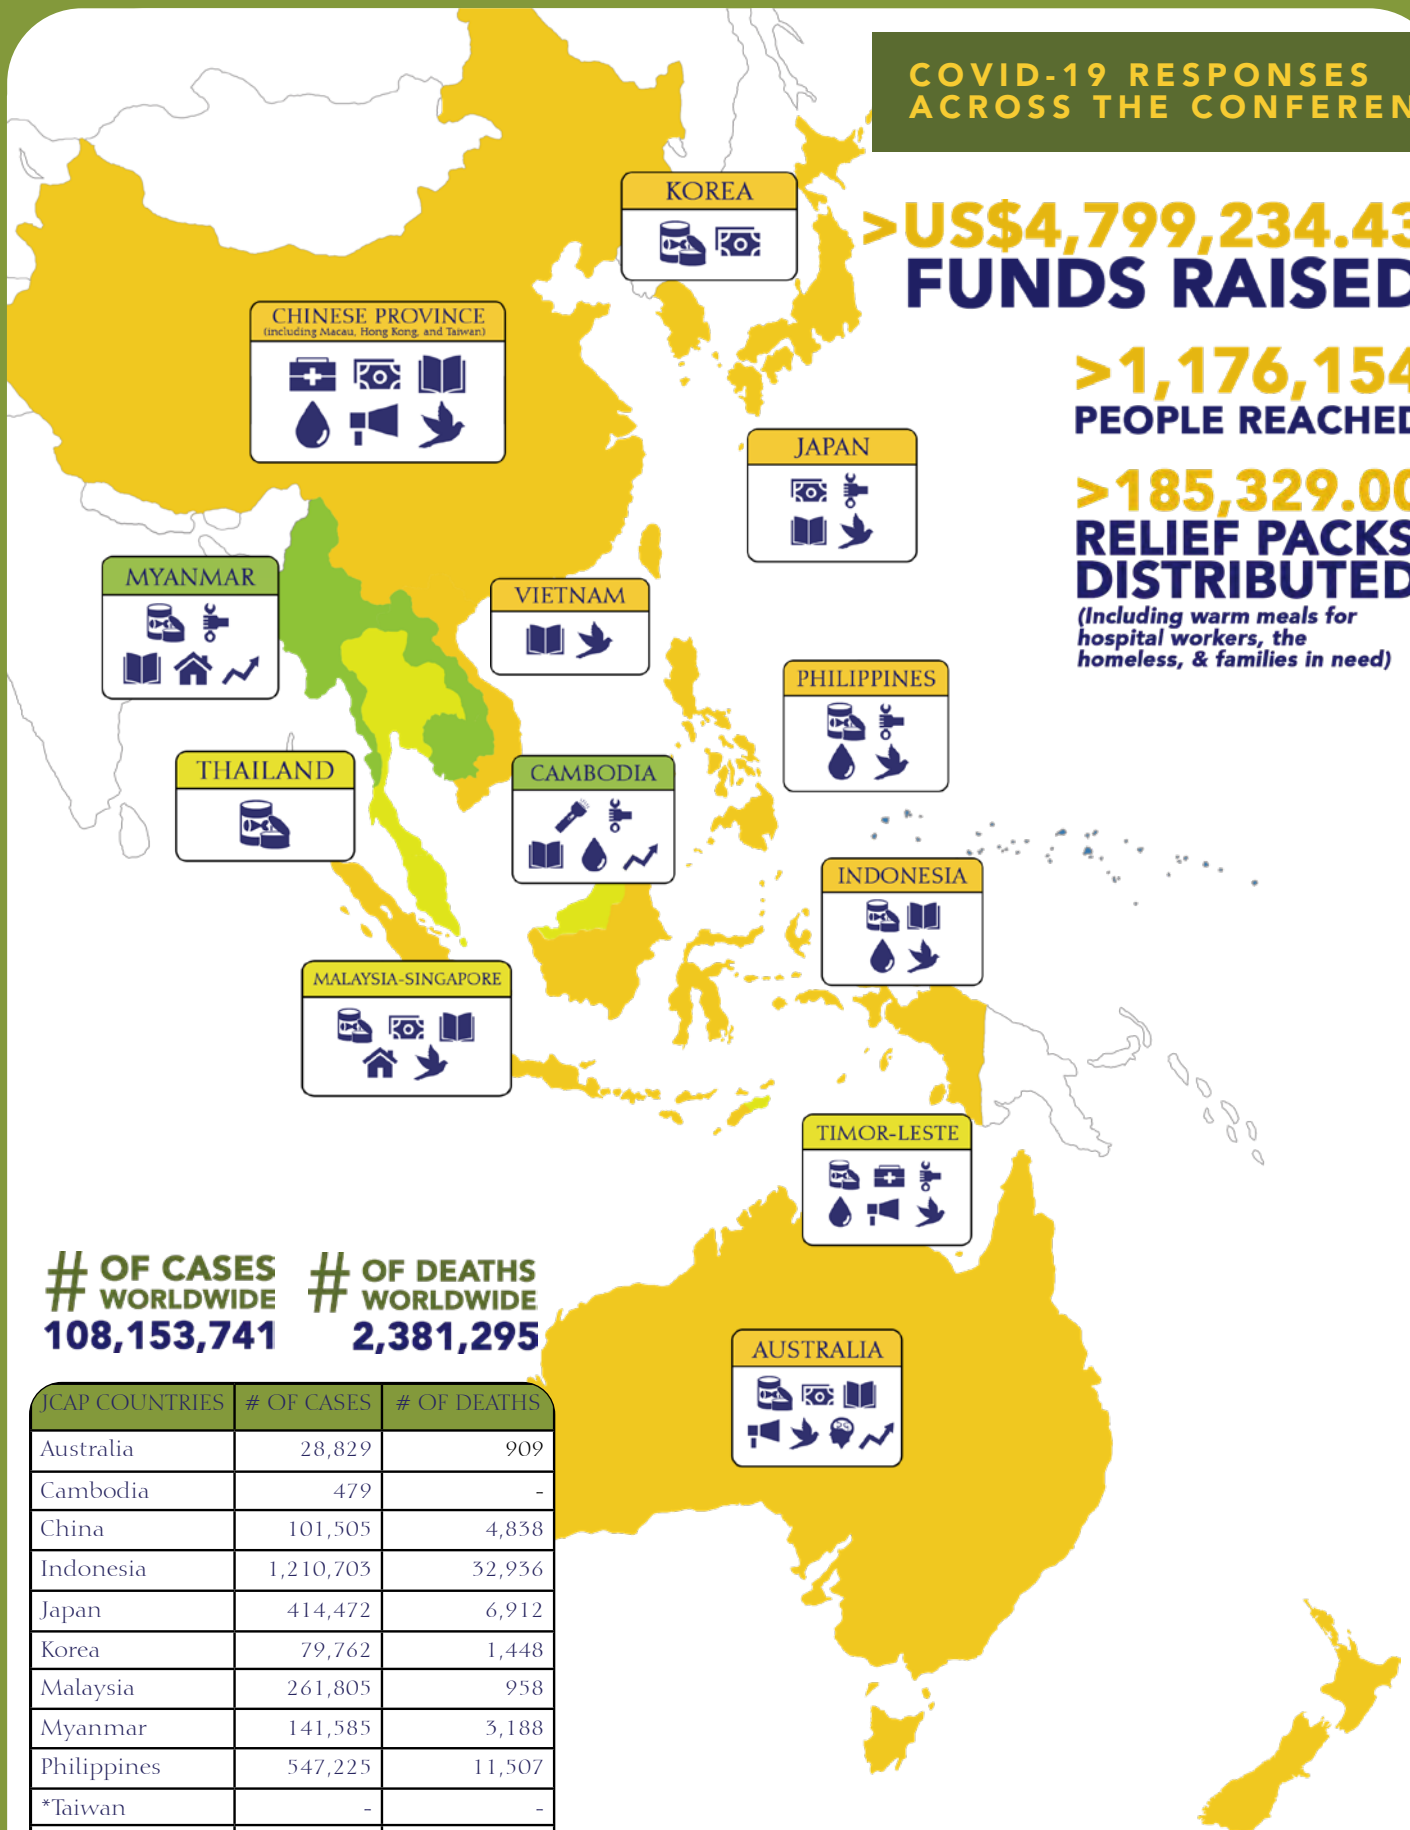 COVID-19 RESPONSES
ACROSS THE CONFEREN
>US$4,799,234.43
FUNDS RAISED
>1,176,154
PEOPLE REACHED
>185,329.00
RELIEF PACKS
DISTRIBUTED
(Including warm meals for
hospital workers, the
homeless, & families in need)
KOREA
CHINESE PROVINCE
(including Macau, Hong Kong, and Taiwan)
JAPAN
MYANMAR
VIETNAM
PHILIPPINES
THAILAND
CAMBODIA
INDONESIA
MALAYSIA-SINGAPORE
TIMOR-LESTE
AUSTRALIA
# OF CASES
WORLDWIDE
108,153,741
# OF DEATHS
WORLDWIDE
2,381,295
JCAP COUNTRIES # OF CASES # OF DEATHS
Australia 28,829 909
Cambodia 479 -
China 101,505 4,838
Indonesia 1,210,703 32,936
Japan 414,472 6,912
Korea 79,762 1,448
Malaysia 261,805 958
Myanmar 141,585 3,188
Philippines 547,225 11,507
*Taiwan - -